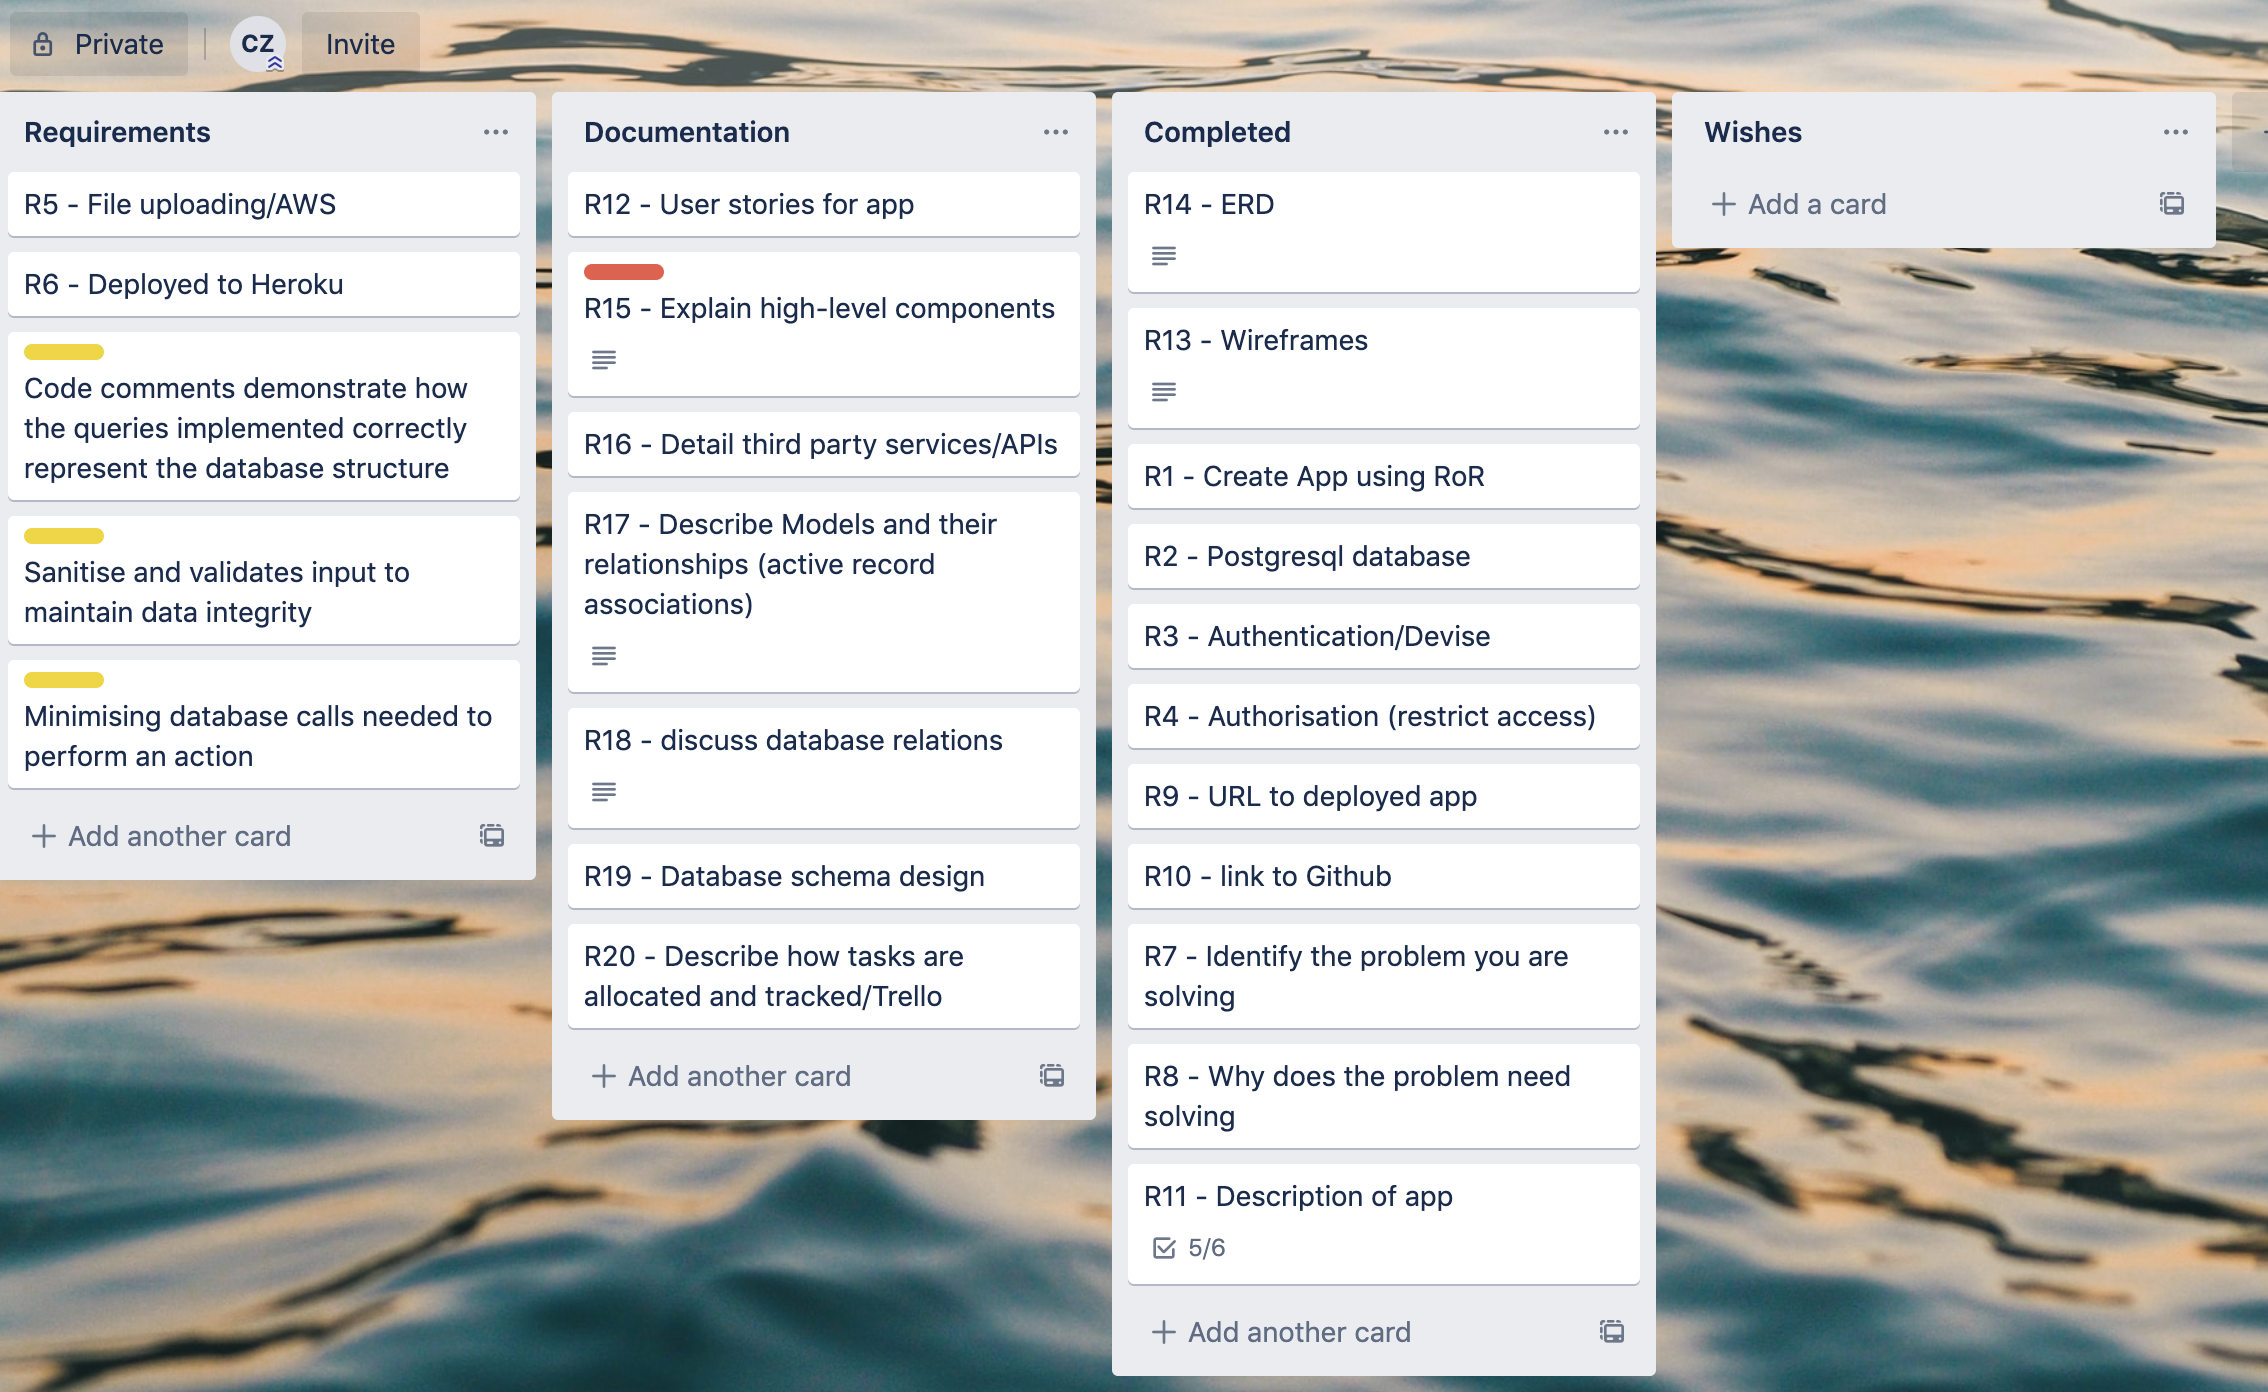 Private
CZ
Invite
Requirements
R5 - File uploading/AWS
R6 - Deployed to Heroku
Code comments demonstrate how
the queries implemented correctly
represent the database structure
Sanitise and validates input to
maintain data integrity
Minimising database calls needed to
perform an action
+ Add another card
Documentation
R12 - User stories for app
R15 - Explain high-level components
R16 - Detail third party services/APIs
R17 - Describe Models and their
relationships (active record
associations)
R18 - discuss database relations
R19 - Database schema design
R20 - Describe how tasks are
allocated and tracked/Trello
+ Add another card
Completed
R14 - ERD
R13 - Wireframes
R1 - Create App using RoR
R2 - Postgresql database
R3 - Authentication/Devise
R4 - Authorisation (restrict access)
R9 - URL to deployed app
R10 - link to Github
R7 - Identify the problem you are
solving
R8 - Why does the problem need
solving
R11 - Description of app
5/6
+ Add another card
Wishes
+ Add a card